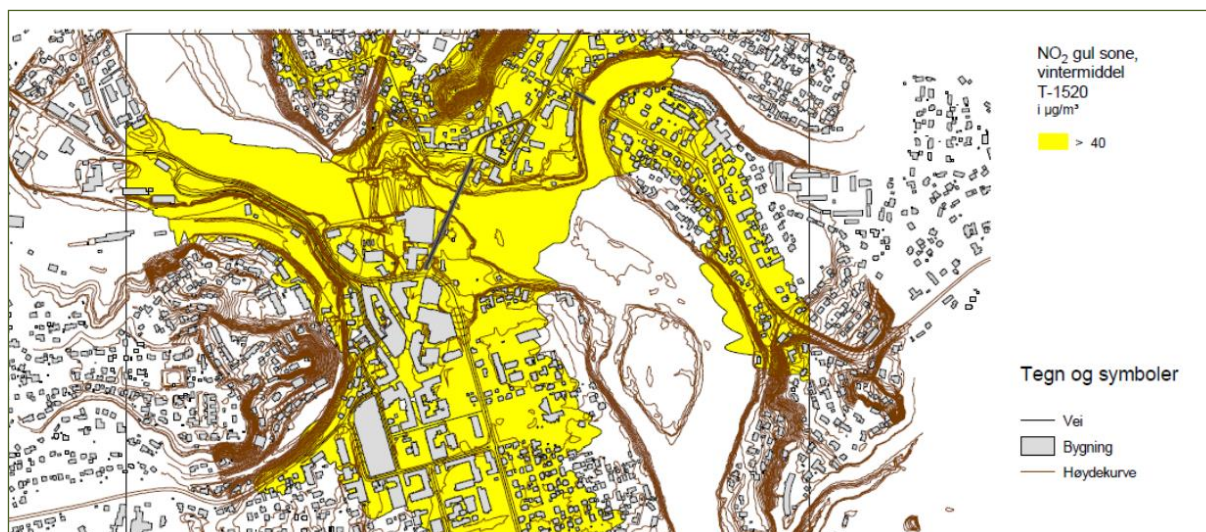 NO₂ gul sone,
vintermiddel
T-1520
i µg/m³
> 40
Tegn og symboler
Vei
Bygning
Høydekurve